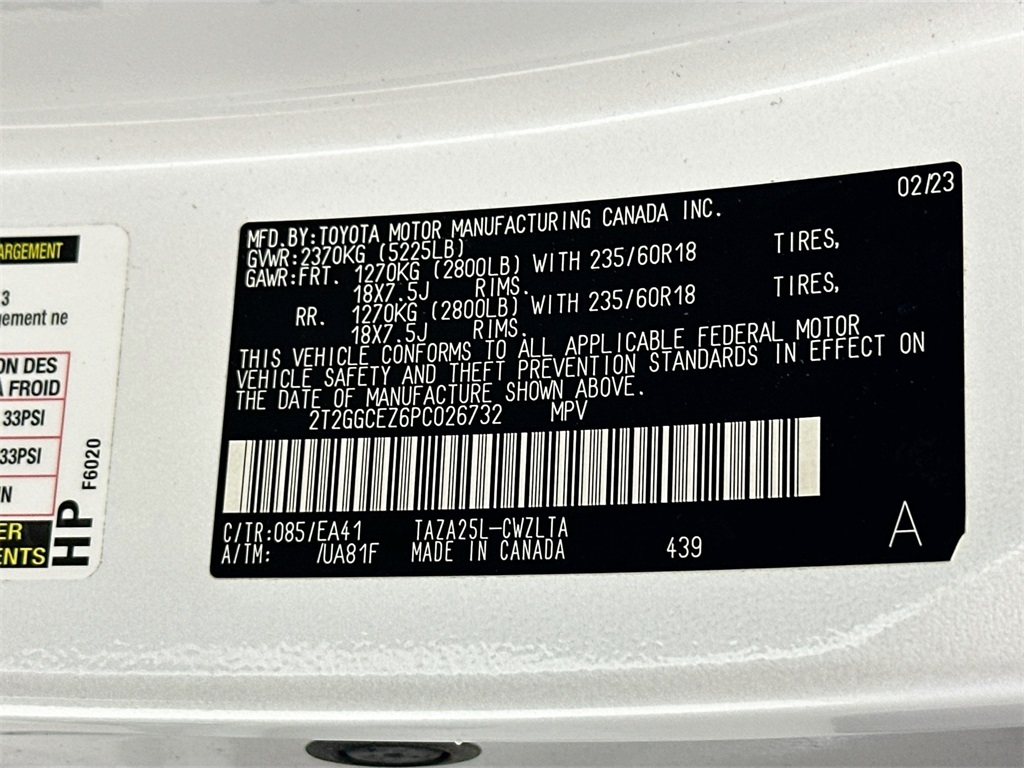 ARGEMENT
3
gement ne
ON DES
A FROID
33PSI
33PSI
N
ER
ENTS
HP
F6020
02/23
MFD.BY:TOYOTA MOTOR MANUFACTURING CANADA INC.
GVWR:2370KG (5225LB)
GAWR:FRT. 1270KG (2800LB) WITH 235/60R18 TIRES,
18X7.5J RIMS.
RR. 1270KG (2800LB) WITH 235/60R18 TIRES,
18X7.5J RIMS.
THIS VEHICLE CONFORMS TO ALL APPLICABLE FEDERAL MOTOR
VEHICLE SAFETY AND THEFT PREVENTION STANDARDS IN EFFECT ON
THE DATE OF MANUFACTURE SHOWN ABOVE.
2T2GGCEZ6PC026732 MPV
C/TR:085/EA41 TAZA25L-CWZLTA
A/TM: /UA81F MADE IN CANADA 439
A